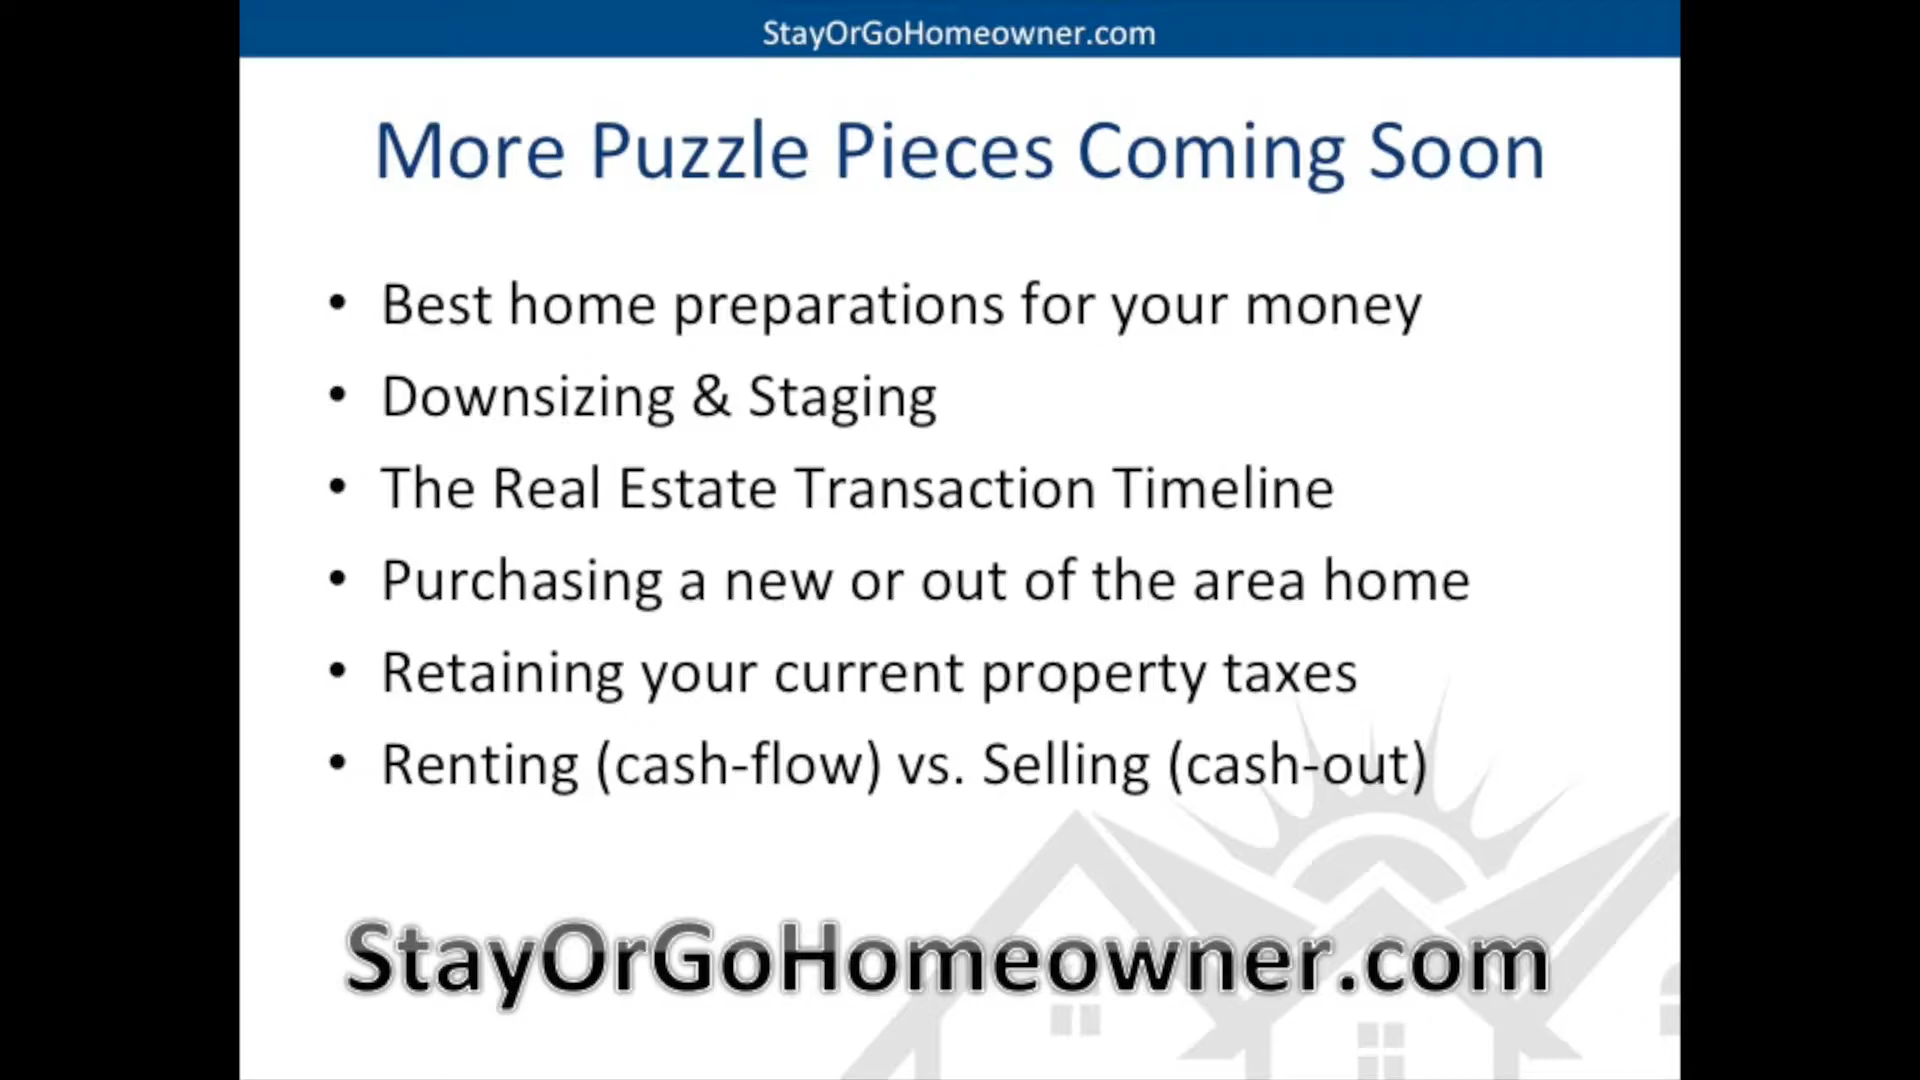 StayOrGoHomeowner.com
More Puzzle Pieces Coming Soon
• Best home preparations for your money
• Downsizing & Staging
• The Real Estate Transaction Timeline
• Purchasing a new or out of the area home
• Retaining your current property taxes
• Renting (cash-flow) vs. Selling (cash-out)
StayOrGoHomeowner.com